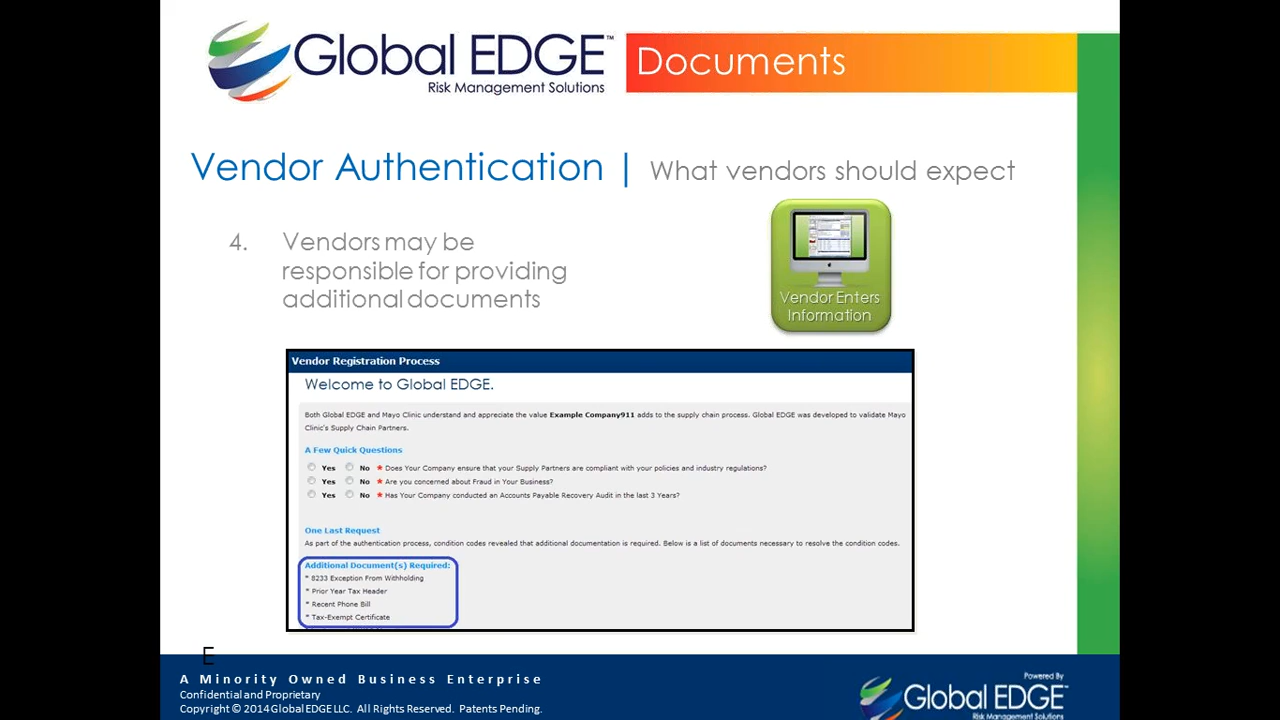 Global EDGE™
Risk Management Solutions
Documents
Vendor Authentication | What vendors should expect
4. Vendors may be
responsible for providing
additional documents
Vendor Enters
Information
Vendor Registration Process
Welcome to Global EDGE.
Both Global EDGE and Mayo Clinic understand and appreciate the value Example Company911 adds to the supply chain process. Global EDGE was developed to validate Mayo
Clinic's Supply Chain Partners.
A Few Quick Questions
Yes No * Does Your Company ensure that your Supply Partners are compliant with your policies and industry regulations?
Yes No * Are you concerned about Fraud in Your Business?
Yes No * Has Your Company conducted an Accounts Payable Recovery Audit in the last 3 Years?
One Last Request
As part of the authentication process, condition codes revealed that additional documentation is required. Below is a list of documents necessary to resolve the condition codes.
Additional Document(s) Required:
* 8233 Exception From Withholding
* Prior Year Tax Header
* Recent Phone Bill
* Tax-Exempt Certificate
E
A Minority Owned Business Enterprise
Confidential and Proprietary
Copyright © 2014 Global EDGE LLC. All Rights Reserved. Patents Pending.
Powered By
Global EDGE™
Risk Management Solutions